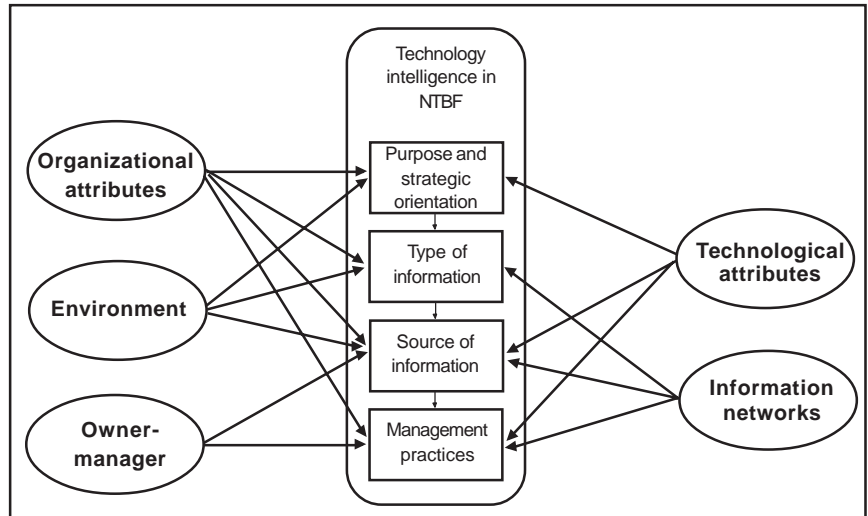 Technology
intelligence in
NTBF
Organizational
attributes
Environment
Owner-
manager
Purpose and
strategic
orientation
Type of
information
Source of
information
Management
practices
Technological
attributes
Information
networks